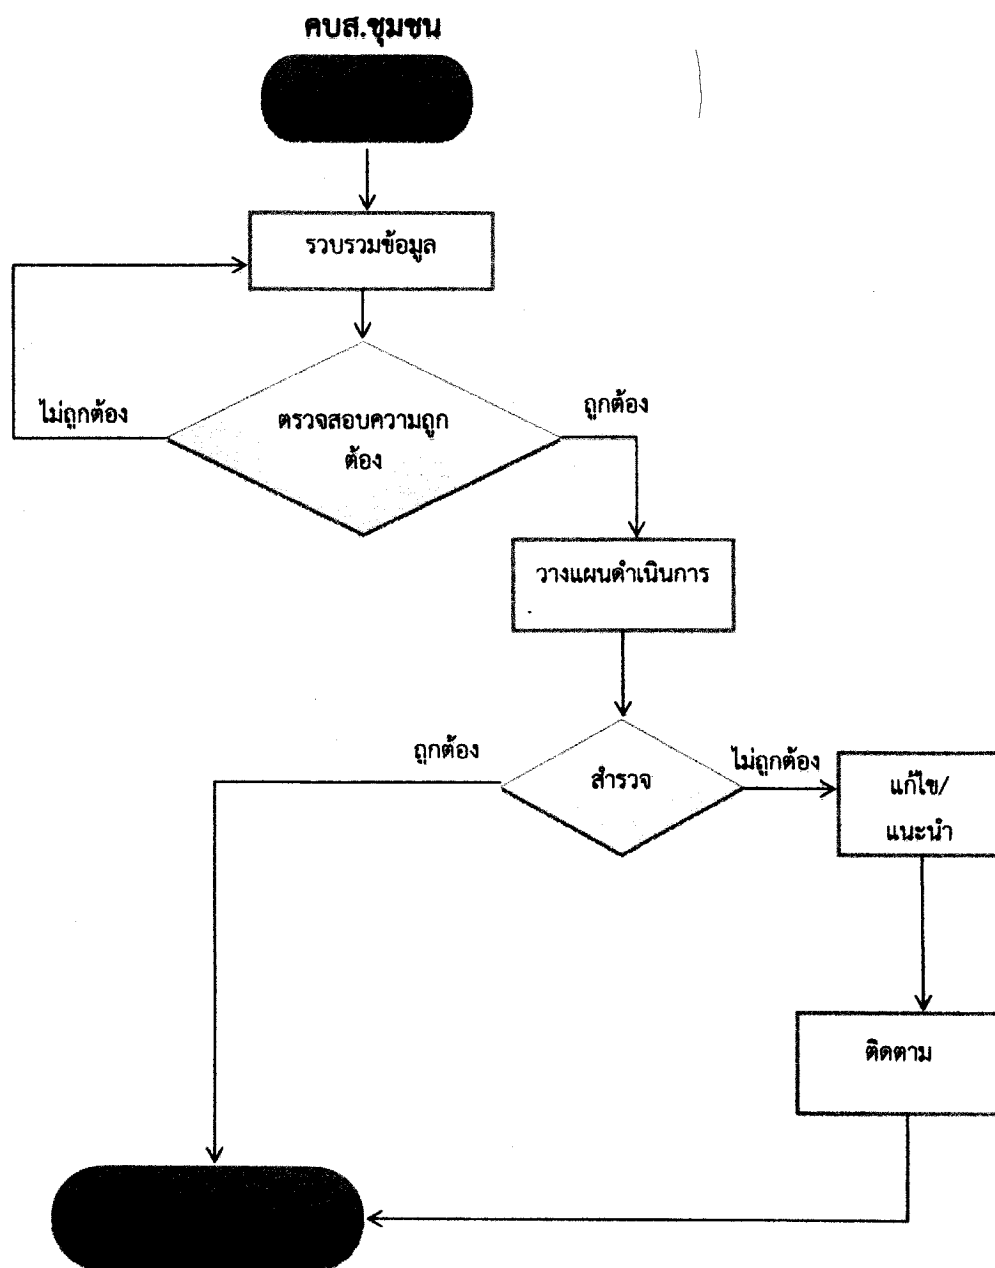 คบส.ชุมชน
รวบรวมข้อมูล
ไม่ถูกต้อง
ตรวจสอบความถูก
ต้อง
ถูกต้อง
วางแผนดำเนินการ
ถูกต้อง
สำรวจ
ไม่ถูกต้อง
แก้ไข/
แนะนำ
ติดตาม